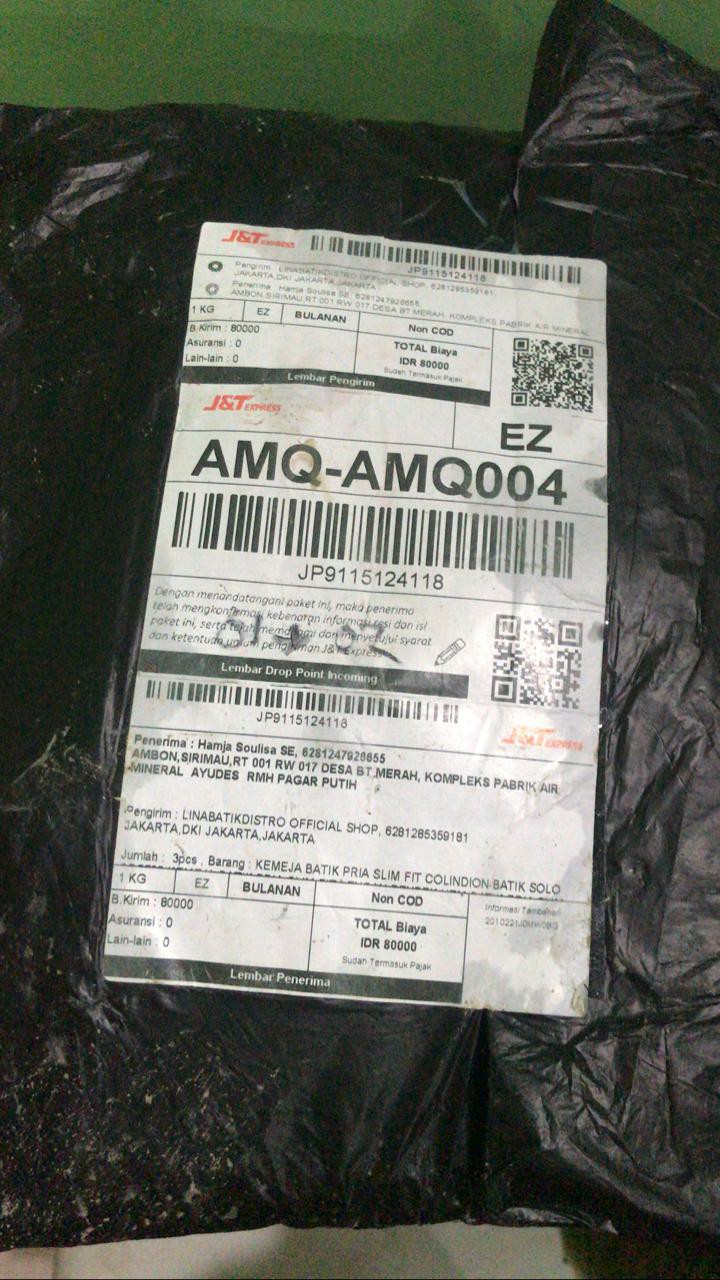 J&T EXPRESS
JP9115124118
Pengirim : LINABATIKDISTRO OFFICIAL SHOP, 6281285359181
JAKARTA,DKI JAKARTA,JAKARTA
Penerima : Hamja Soulisa SE, 6281247926655
AMBON,SIRIMAU,RT 001 RW 017 DESA BT MERAH, KOMPLEKS PABRIK AIR MINERAL
1 KG EZ BULANAN Non COD
B.Kirim : 80000
Asuransi : 0
Lain-lain : 0
TOTAL Biaya
IDR 80000
Sudah Termasuk Pajak
Lembar Pengirim
J&T EXPRESS
EZ
AMQ-AMQ004
JP9115124118
Dengan menandatangani paket ini, maka penerima
telah mengkonfirmasi kebenaran informasi resi dan isi
paket ini, serta telah memahami dan menyetujui syarat
dan ketentuan umum pengiriman J&T Express
Lembar Drop Point Incoming
JP9115124118
J&T EXPRESS
Penerima : Hamja Soulisa SE, 6281247926655
AMBON,SIRIMAU,RT 001 RW 017 DESA BT MERAH, KOMPLEKS PABRIK AIR
MINERAL AYUDES RMH PAGAR PUTIH
Pengirim : LINABATIKDISTRO OFFICIAL SHOP, 6281285359181
JAKARTA,DKI JAKARTA,JAKARTA
Jumlah : 3pcs , Barang : KEMEJA BATIK PRIA SLIM FIT COLINDION BATIK SOLO
1 KG EZ BULANAN Non COD
B.Kirim : 80000
Asuransi : 0
Lain-lain : 0
TOTAL Biaya
IDR 80000
Sudah Termasuk Pajak
Informasi Tambahan
Lembar Penerima